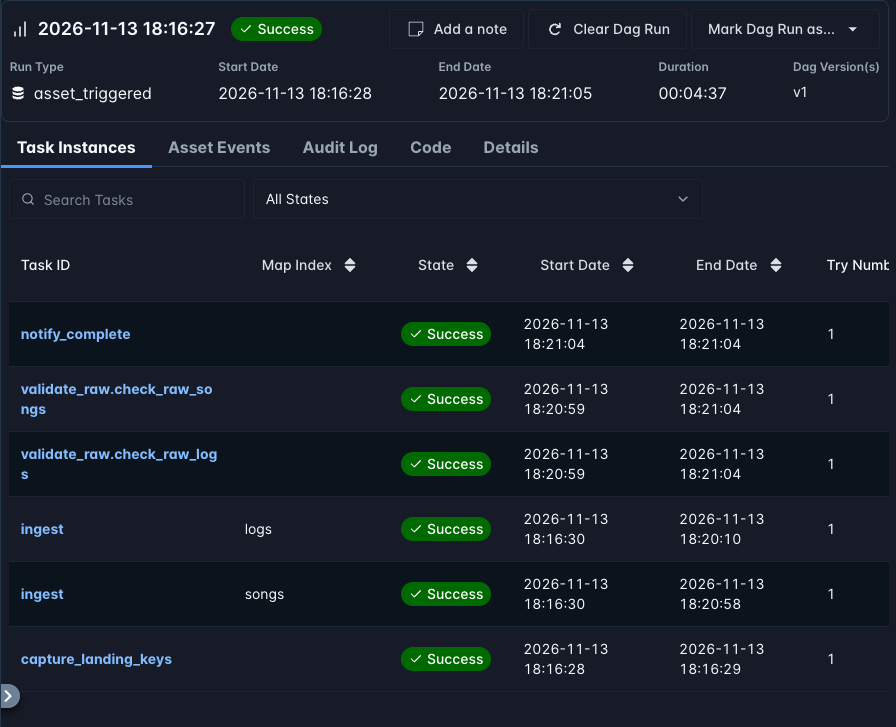 2026-11-13 18:16:27 Success Add a note Clear Dag Run Mark Dag Run as...
Run Type Start Date End Date Duration Dag Version(s)
asset_triggered 2026-11-13 18:16:28 2026-11-13 18:21:05 00:04:37 v1
Task Instances Asset Events Audit Log Code Details
Search Tasks All States
Task ID Map Index State Start Date End Date Try Numb
notify_complete Success 2026-11-13 18:21:04 2026-11-13 18:21:04 1
validate_raw.check_raw_songs Success 2026-11-13 18:20:59 2026-11-13 18:21:04 1
validate_raw.check_raw_logs Success 2026-11-13 18:20:59 2026-11-13 18:21:04 1
ingest logs Success 2026-11-13 18:16:30 2026-11-13 18:20:10 1
ingest songs Success 2026-11-13 18:16:30 2026-11-13 18:20:58 1
capture_landing_keys Success 2026-11-13 18:16:28 2026-11-13 18:16:29 1